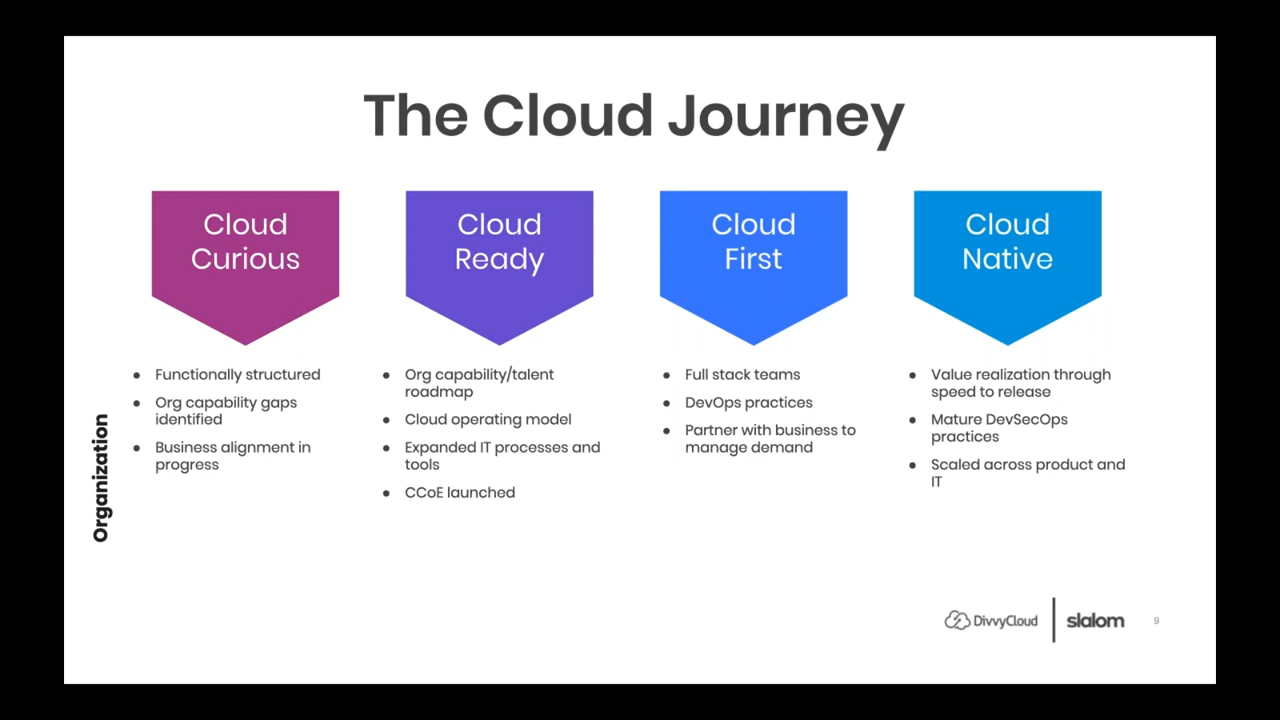 The Cloud Journey
Cloud
Curious
Cloud
Ready
Cloud
First
Cloud
Native
Organization
● Functionally structured
● Org capability gaps
identified
● Business alignment in
progress
● Org capability/talent
roadmap
● Cloud operating model
● Expanded IT processes and
tools
● CCoE launched
● Full stack teams
● DevOps practices
● Partner with business to
manage demand
● Value realization through
speed to release
● Mature DevSecOps
practices
● Scaled across product and
IT
DivvyCloud
slalom
9